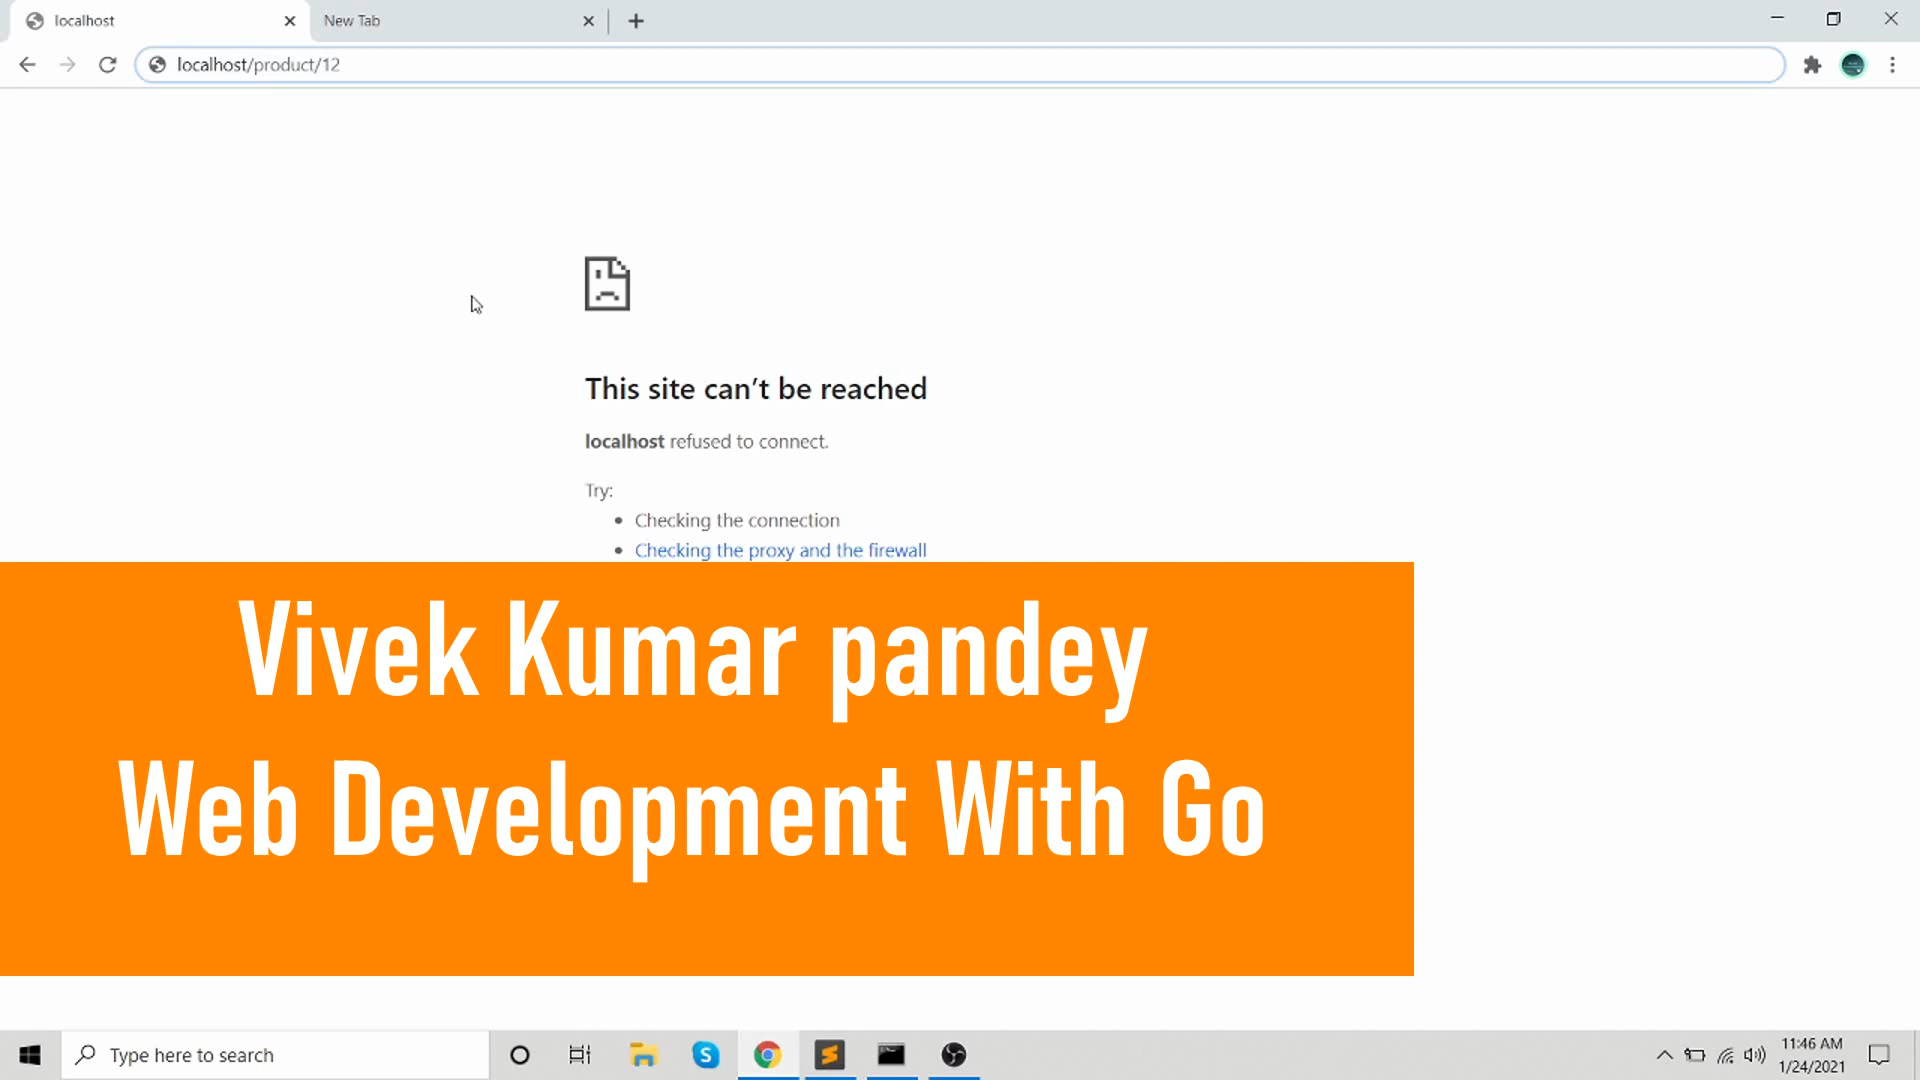 localhost
New Tab
localhost/product/12
This site can't be reached
localhost refused to connect.
Try:
Checking the connection
Checking the proxy and the firewall
Vivek Kumar pandey
Web Development With Go
Type here to search
11:46 AM
1/24/2021